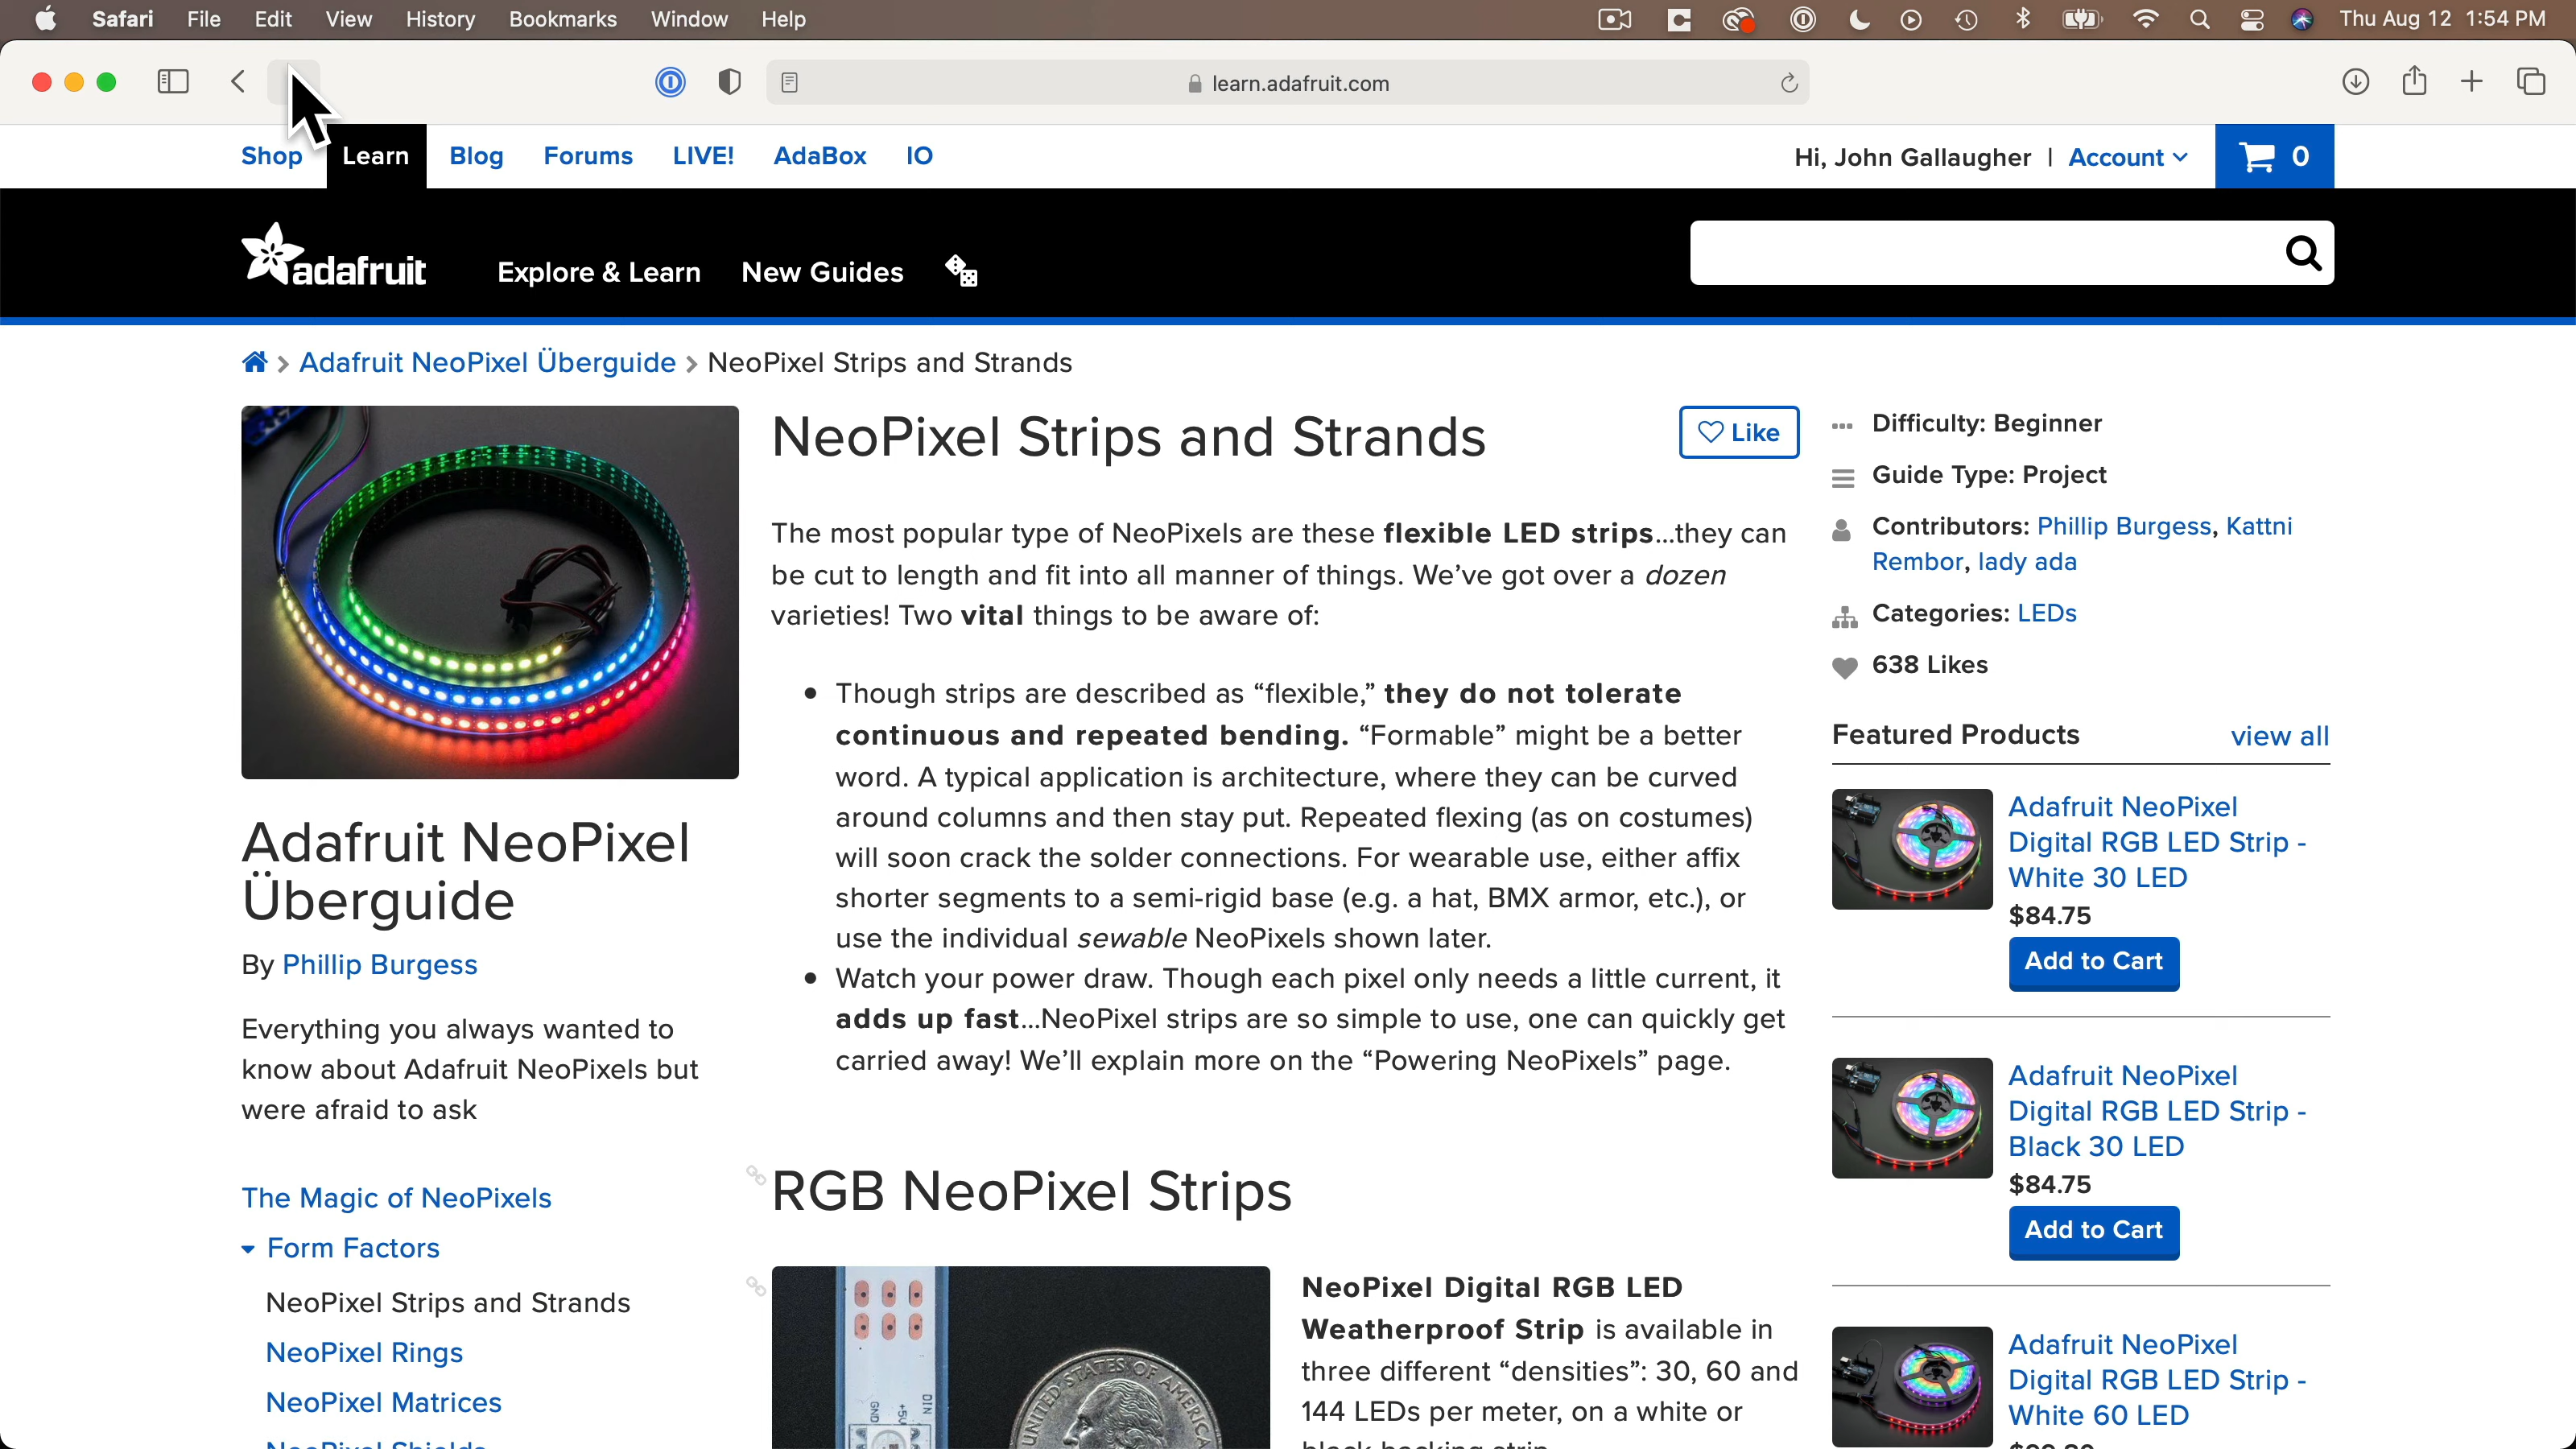 Safari File Edit View History Bookmarks Window Help Thu Aug 12 1:54 PM
learn.adafruit.com
Shop Learn Blog Forums LIVE! AdaBox IO Hi, John Gallaugher | Account 0
adafruit Explore & Learn New Guides
Adafruit NeoPixel Überguide > NeoPixel Strips and Strands
Adafruit NeoPixel
Überguide
By Phillip Burgess
Everything you always wanted to
know about Adafruit NeoPixels but
were afraid to ask
The Magic of NeoPixels
Form Factors
NeoPixel Strips and Strands
NeoPixel Rings
NeoPixel Matrices
NeoPixel Shields
NeoPixel Strips and Strands
Like
The most popular type of NeoPixels are these flexible LED strips...they can
be cut to length and fit into all manner of things. We’ve got over a dozen
varieties! Two vital things to be aware of:
• Though strips are described as “flexible,” they do not tolerate
continuous and repeated bending. “Formable” might be a better
word. A typical application is architecture, where they can be curved
around columns and then stay put. Repeated flexing (as on costumes)
will soon crack the solder connections. For wearable use, either affix
shorter segments to a semi-rigid base (e.g. a hat, BMX armor, etc.), or
use the individual sewable NeoPixels shown later.
• Watch your power draw. Though each pixel only needs a little current, it
adds up fast...NeoPixel strips are so simple to use, one can quickly get
carried away! We’ll explain more on the “Powering NeoPixels” page.
RGB NeoPixel Strips
GND +5V DIN
UNITED STATES OF AMERICA
NeoPixel Digital RGB LED
Weatherproof Strip is available in
three different “densities”: 30, 60 and
144 LEDs per meter, on a white or
black backing strip.
Difficulty: Beginner
Guide Type: Project
Contributors: Phillip Burgess, Kattni
Rembor, lady ada
Categories: LEDs
638 Likes
Featured Products view all
Adafruit NeoPixel
Digital RGB LED Strip -
White 30 LED
$84.75
Add to Cart
Adafruit NeoPixel
Digital RGB LED Strip -
Black 30 LED
$84.75
Add to Cart
Adafruit NeoPixel
Digital RGB LED Strip -
White 60 LED